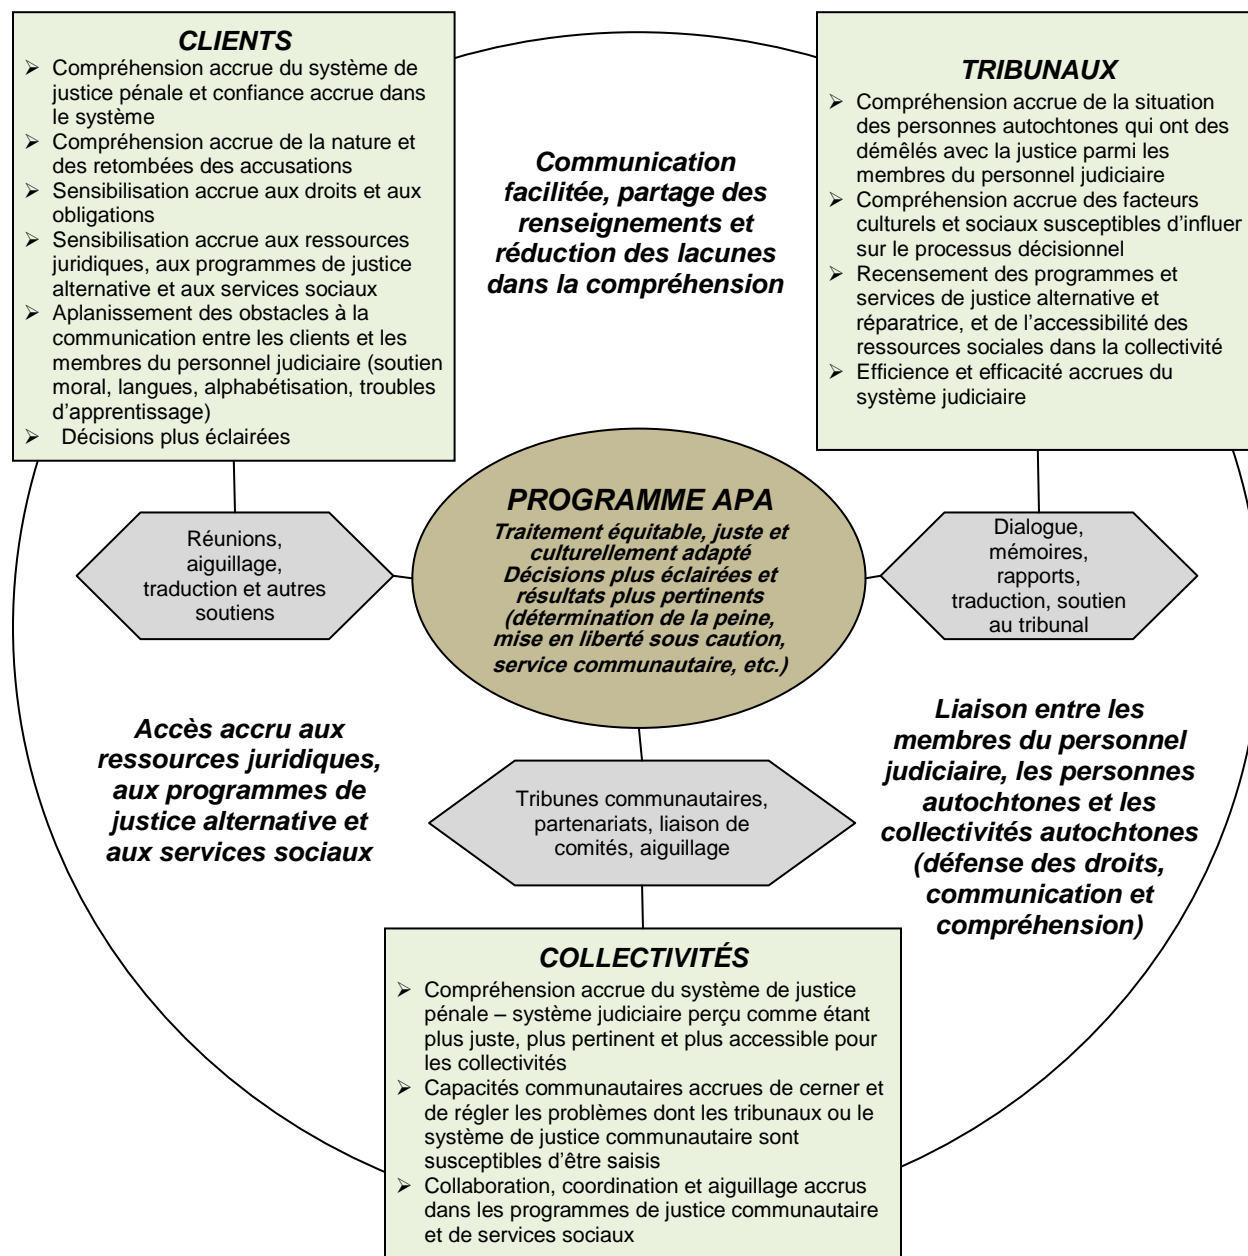 CLIENTS
➢ Compréhension accrue du système de
justice pénale et confiance accrue dans
le système
➢ Compréhension accrue de la nature et
des retombées des accusations
➢ Sensibilisation accrue aux droits et aux
obligations
➢ Sensibilisation accrue aux ressources
juridiques, aux programmes de justice
alternative et aux services sociaux
➢ Aplanissement des obstacles à la
communication entre les clients et les
membres du personnel judiciaire (soutien
moral, langues, alphabétisation, troubles
d’apprentissage)
➢ Décisions plus éclairées
Communication
facilitée, partage des
renseignements et
réduction des lacunes
dans la compréhension
TRIBUNAUX
➢ Compréhension accrue de la situation
des personnes autochtones qui ont des
démêlés avec la justice parmi les
membres du personnel judiciaire
➢ Compréhension accrue des facteurs
culturels et sociaux susceptibles d’influer
sur le processus décisionnel
➢ Recensement des programmes et
services de justice alternative et
réparatrice, et de l’accessibilité des
ressources sociales dans la collectivité
➢ Efficience et efficacité accrues du
système judiciaire
Réunions,
aiguillage,
traduction et autres
soutiens
PROGRAMME APA
Traitement équitable, juste et
culturellement adapté
Décisions plus éclairées et
résultats plus pertinents
(détermination de la peine,
mise en liberté sous caution,
service communautaire, etc.)
Dialogue,
mémoires,
rapports,
traduction, soutien
au tribunal
Accès accru aux
ressources juridiques,
aux programmes de
justice alternative et
aux services sociaux
Tribunes communautaires,
partenariats, liaison de
comités, aiguillage
Liaison entre les
membres du personnel
judiciaire, les personnes
autochtones et les
collectivités autochtones
(défense des droits,
communication et
compréhension)
COLLECTIVITÉS
➢ Compréhension accrue du système de justice
pénale – système judiciaire perçu comme étant
plus juste, plus pertinent et plus accessible pour
les collectivités
➢ Capacités communautaires accrues de cerner et
de régler les problèmes dont les tribunaux ou le
système de justice communautaire sont
susceptibles d’être saisis
➢ Collaboration, coordination et aiguillage accrus
dans les programmes de justice communautaire
et de services sociaux